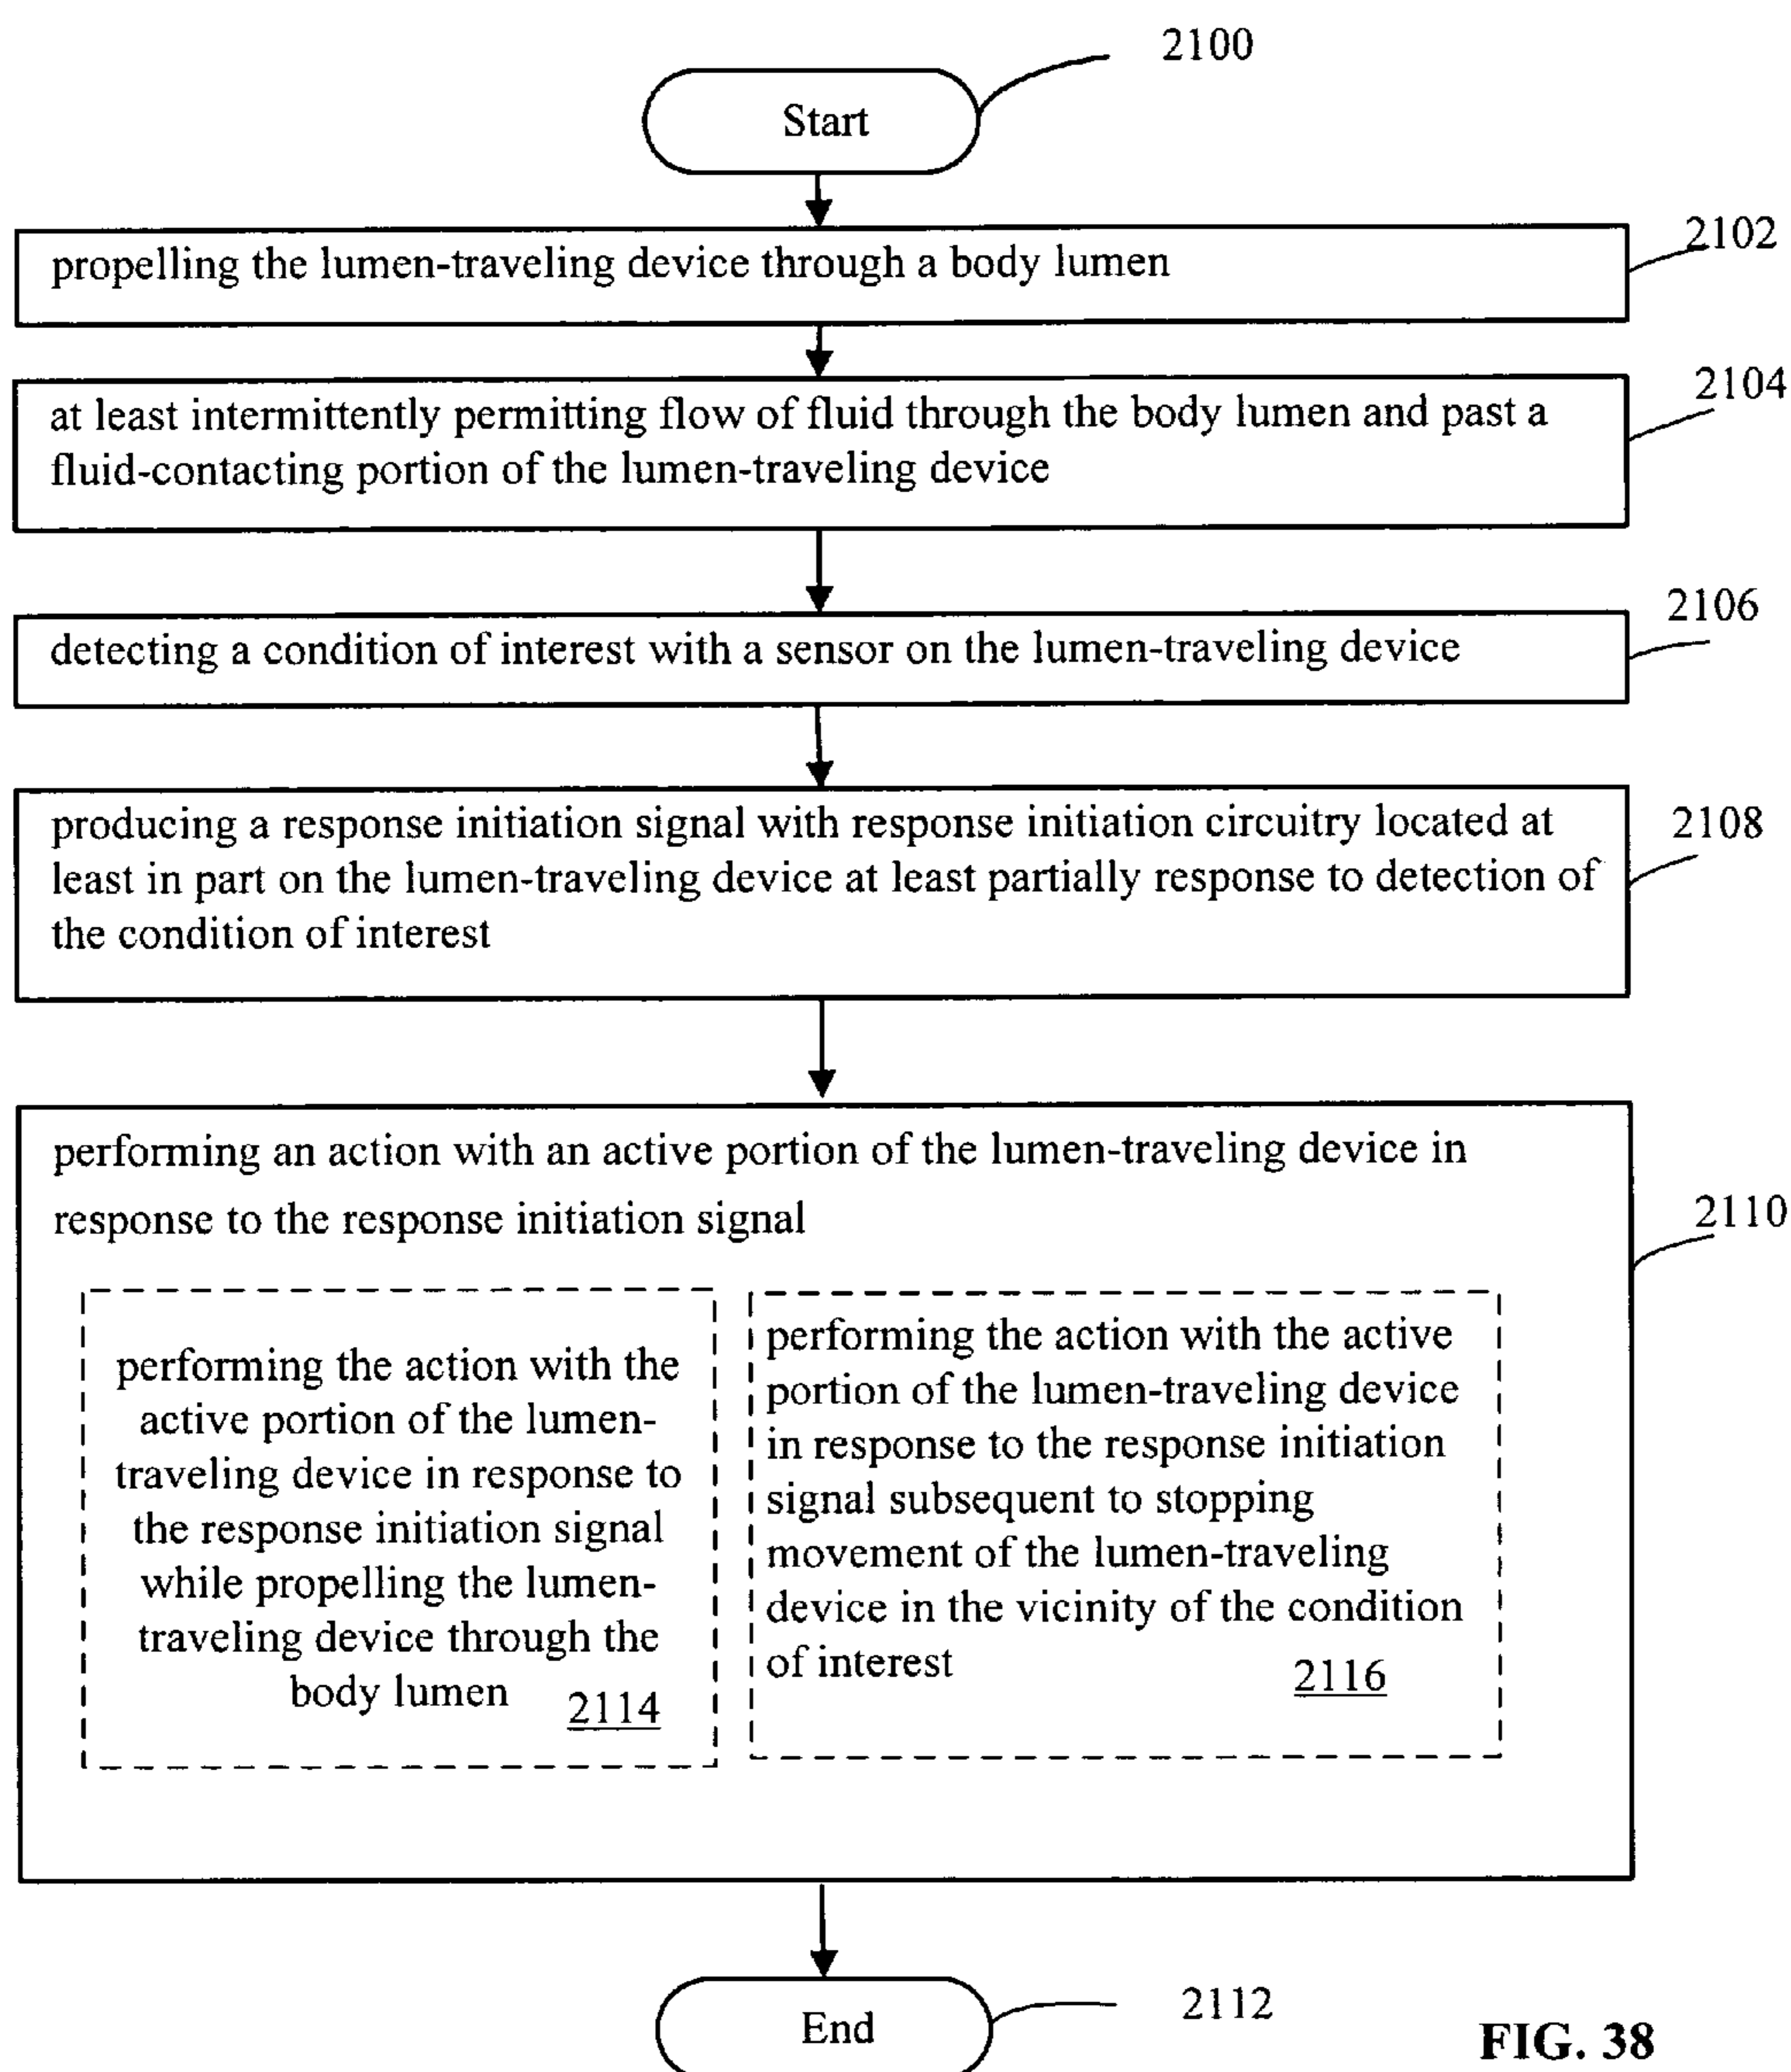 2100
Start
2102
propelling the lumen-traveling device through a body lumen
2104
at least intermittently permitting flow of fluid through the body lumen and past a
fluid-contacting portion of the lumen-traveling device
2106
detecting a condition of interest with a sensor on the lumen-traveling device
2108
producing a response initiation signal with response initiation circuitry located at
least in part on the lumen-traveling device at least partially response to detection of
the condition of interest
performing an action with an active portion of the lumen-traveling device in
response to the response initiation signal
2110
performing the action with the
active portion of the lumen-
traveling device in response to
the response initiation signal
while propelling the lumen-
traveling device through the
body lumen
2114
performing the action with the active
portion of the lumen-traveling device
in response to the response initiation
signal subsequent to stopping
movement of the lumen-traveling
device in the vicinity of the condition
of interest
2116
End
2112
FIG. 38